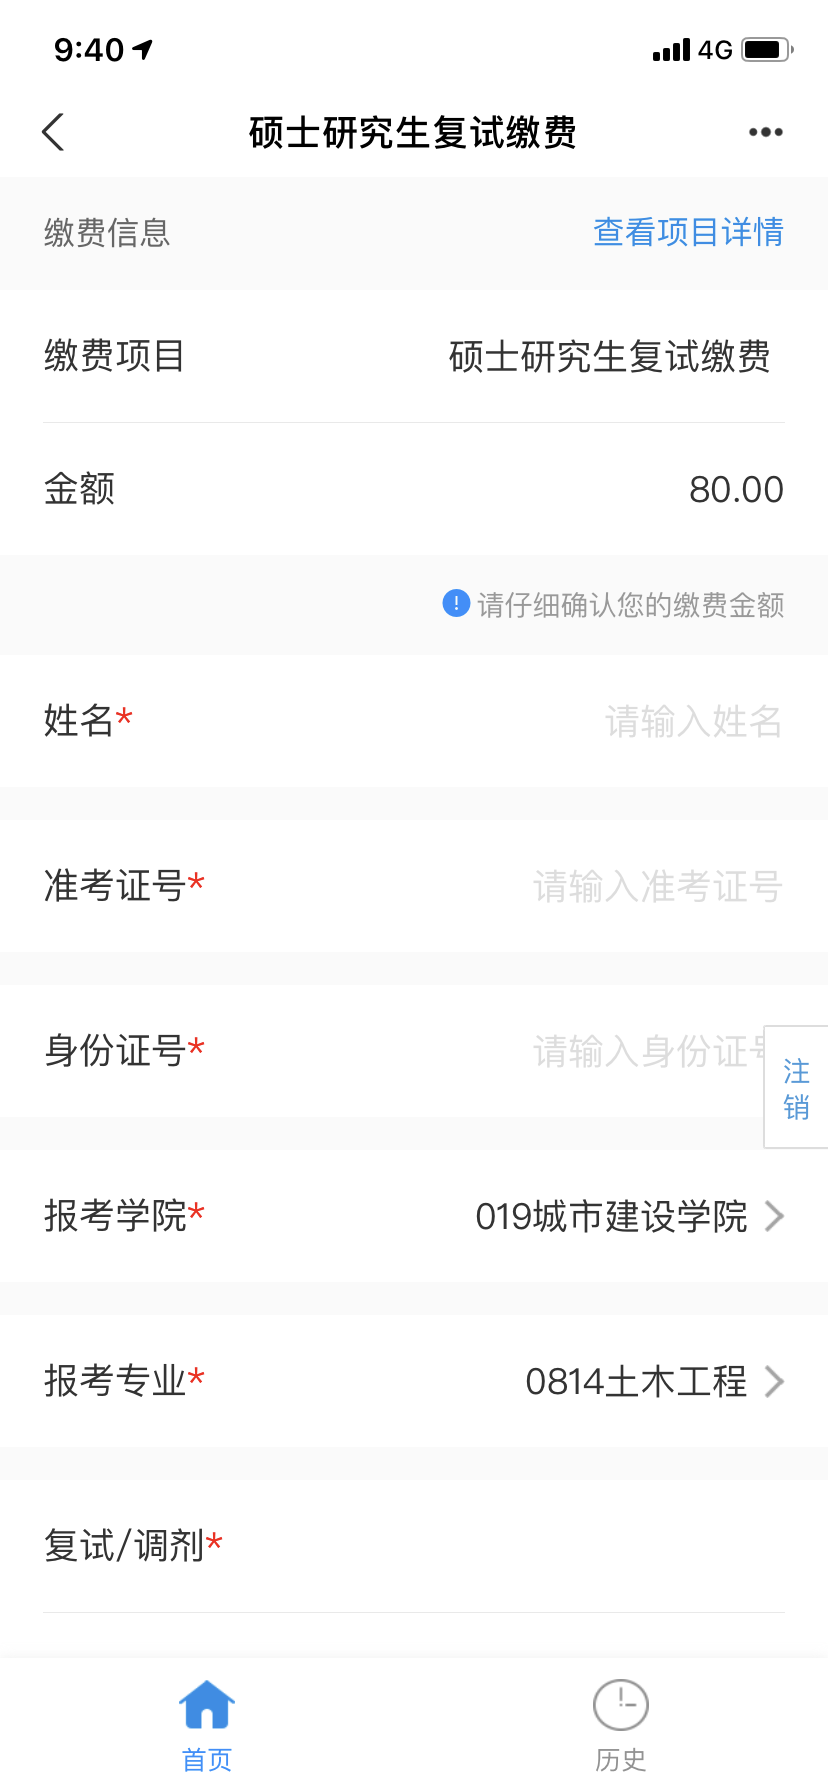 9:40
4G
硕士研究生复试缴费
缴费信息 查看项目详情
缴费项目 硕士研究生复试缴费
金额 80.00
请仔细确认您的缴费金额
姓名* 请输入姓名
准考证号* 请输入准考证号
身份证号* 请输入身份证号
注
销
报考学院* 019城市建设学院
报考专业* 0814土木工程
复试/调剂*
首页 历史